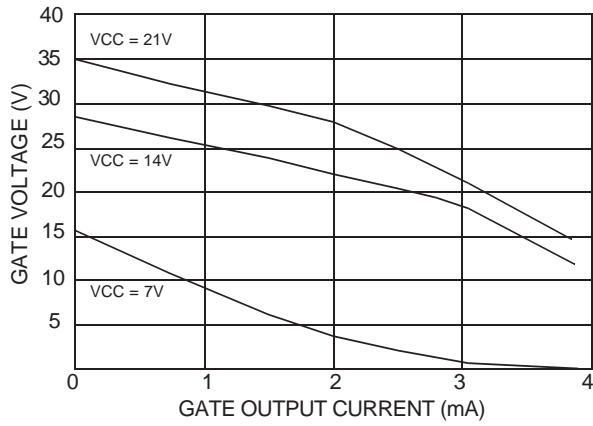 40
VCC = 21V
35
30
25
VCC = 14V
20
15
10
VCC = 7V
5
0 1 2 3 4
GATE VOLTAGE (V)
GATE OUTPUT CURRENT (mA)